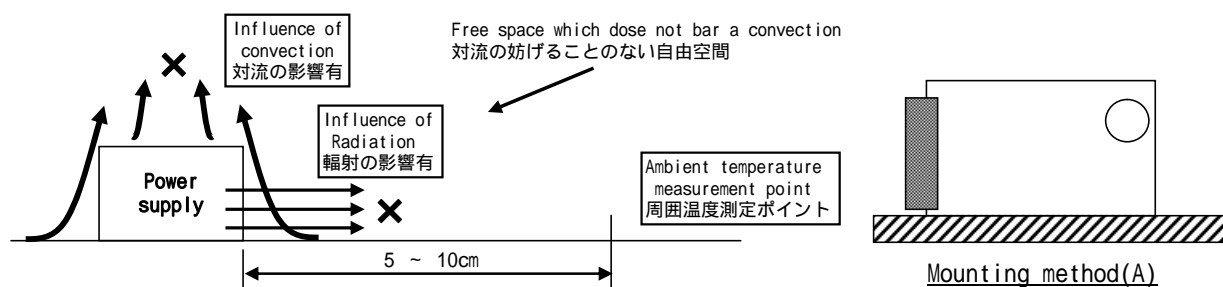 Influence of
convection
対流の影響有
Free space which dose not bar a convection
対流の妨げることのない自由空間
Influence of
Radiation
輻射の影響有
Power
supply
Ambient temperature
measurement point
周囲温度測定ポイント
5 ~ 10cm
Mounting method(A)